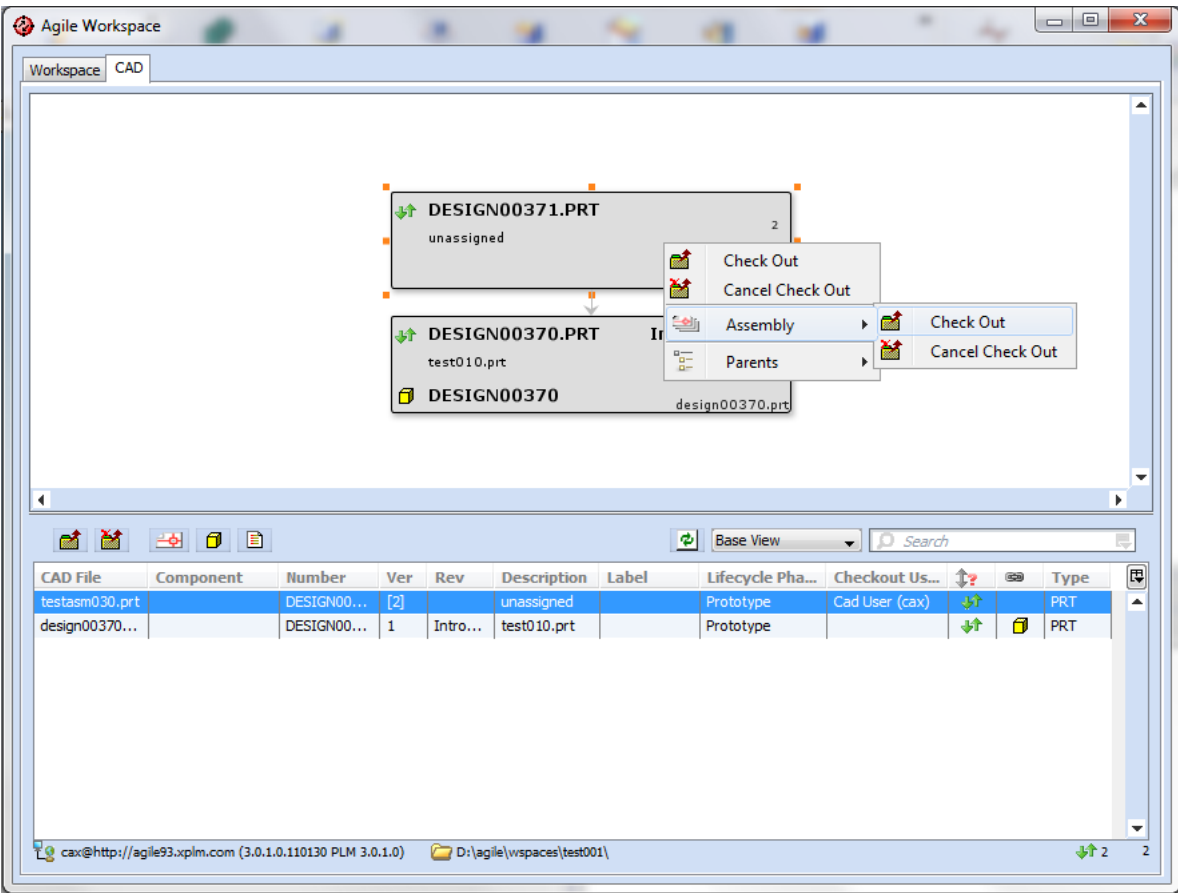 Agile Workspace
Workspace CAD
DESIGN00371.PRT
2
unassigned
Check Out
Cancel Check Out
Assembly
Check Out
Cancel Check Out
Parents
DESIGN00370.PRT
test010.prt
DESIGN00370
design00370.prt
Base View
Search
CAD File Component Number Ver Rev Description Label Lifecycle Pha... Checkout Us... Type
testasm030.prt DESIGN00... [2] unassigned Prototype Cad User (cax) PRT
design00370... DESIGN00... 1 Intro... test010.prt Prototype PRT
cax@http://agile93.xplm.com (3.0.1.0.110130 PLM 3.0.1.0) D:\agile\wspaces\test001\ 2 2